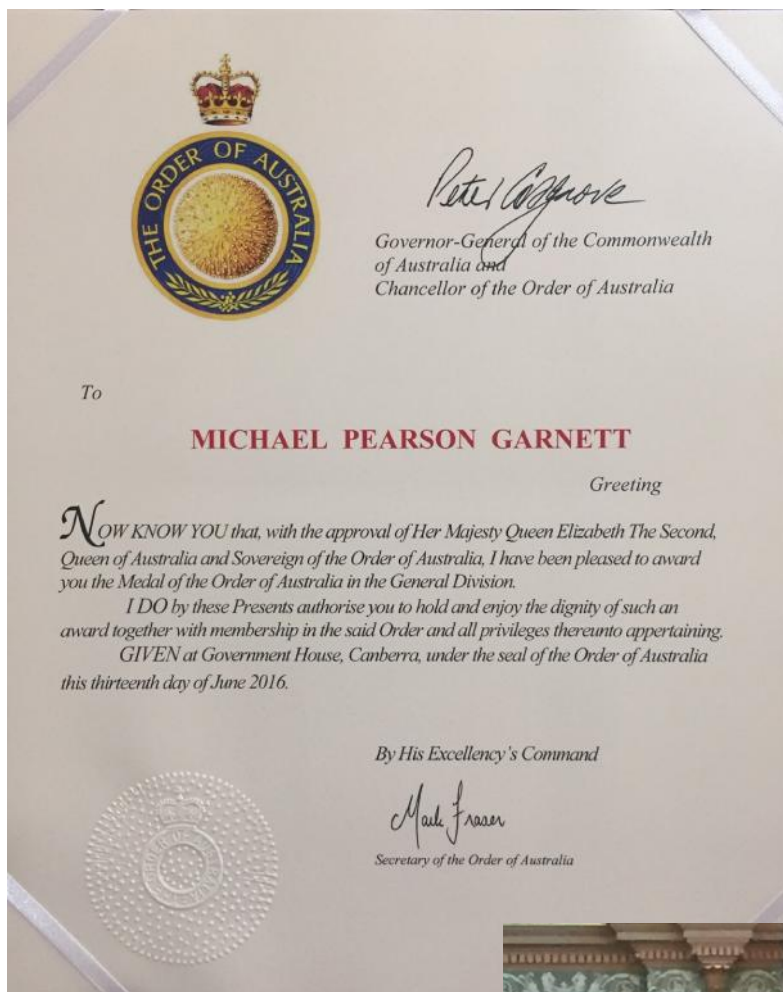 THE ORDER OF AUSTRALIA
Peter Cosgrove
Governor-General of the Commonwealth
of Australia and
Chancellor of the Order of Australia
To
MICHAEL PEARSON GARNETT
Greeting
NOW KNOW YOU that, with the approval of Her Majesty Queen Elizabeth The Second,
Queen of Australia and Sovereign of the Order of Australia, I have been pleased to award
you the Medal of the Order of Australia in the General Division.
I DO by these Presents authorise you to hold and enjoy the dignity of such an
award together with membership in the said Order and all privileges thereunto appertaining.
GIVEN at Government House, Canberra, under the seal of the Order of Australia
this thirteenth day of June 2016.
By His Excellency's Command
Mark Fraser
Secretary of the Order of Australia